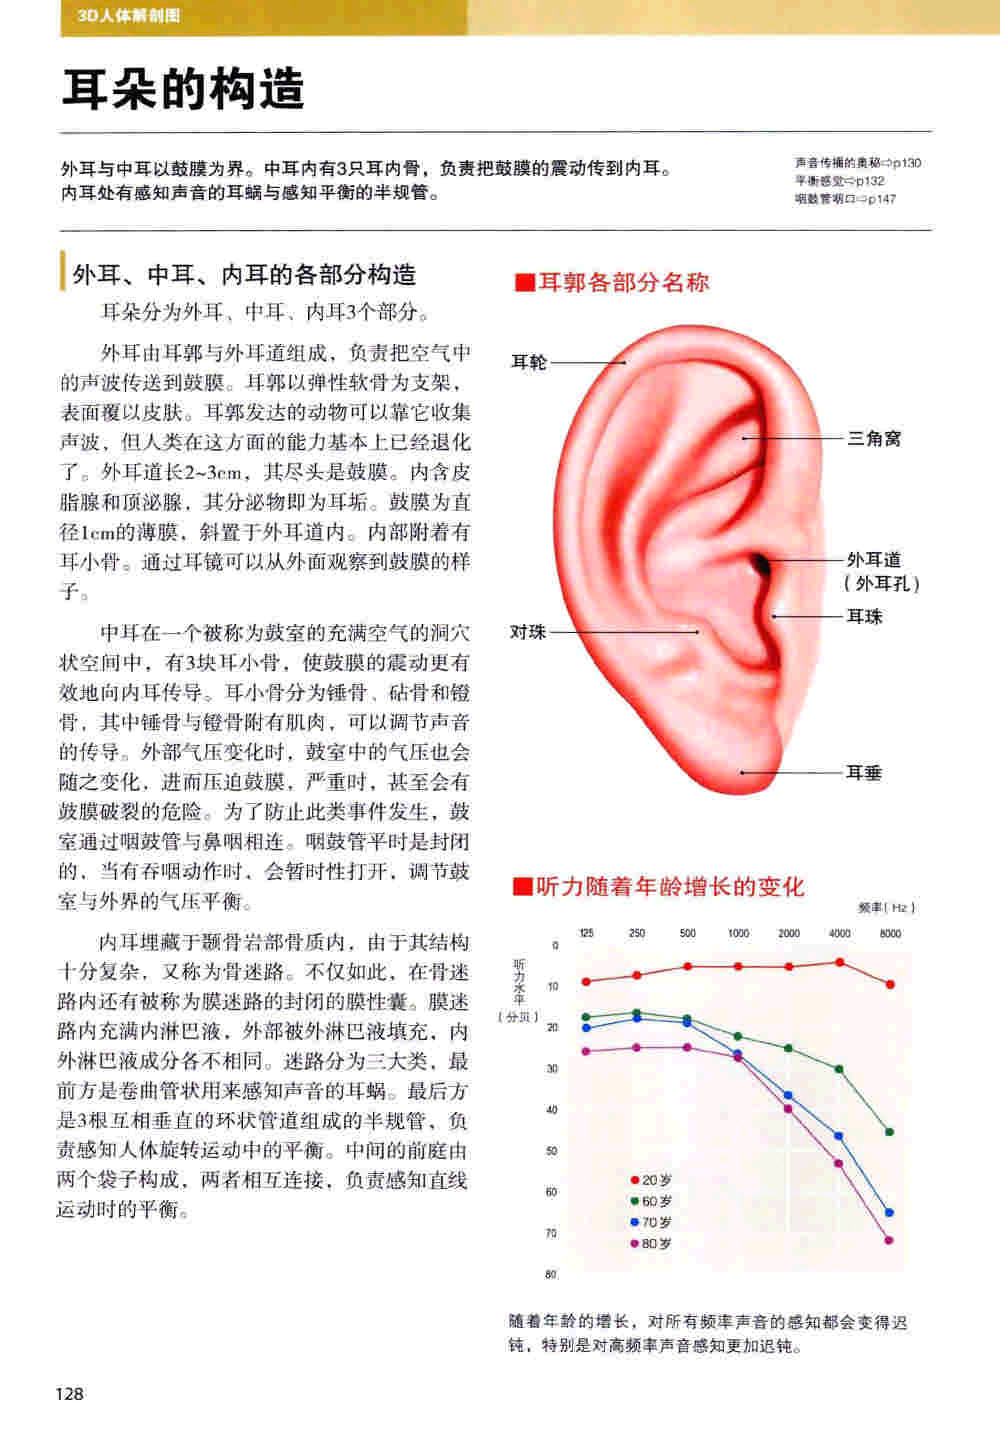 3D人体解剖图
耳朵的构造
外耳与中耳以鼓膜为界。中耳内有3只耳内骨，负责把鼓膜的震动传到内耳。
内耳处有感知声音的耳蜗与感知平衡的半规管。
声音传播的奥秘⇨p130
平衡感觉⇨p132
咽鼓管咽口⇨p147
外耳、中耳、内耳的各部分构造
耳朵分为外耳、中耳、内耳3个部分。
外耳由耳郭与外耳道组成，负责把空气中
的声波传送到鼓膜。耳郭以弹性软骨为支架，
表面覆以皮肤。耳郭发达的动物可以靠它收集
声波，但人类在这方面的能力基本上已经退化
了。外耳道长2~3cm，其尽头是鼓膜。内含皮
脂腺和顶泌腺，其分泌物即为耳垢。鼓膜为直
径1cm的薄膜，斜置于外耳道内。内部附着有
耳小骨。通过耳镜可以从外面观察到鼓膜的样
子。
中耳在一个被称为鼓室的充满空气的洞穴
状空间中，有3块耳小骨，使鼓膜的震动更有
效地向内耳传导。耳小骨分为锤骨、砧骨和镫
骨，其中锤骨与镫骨附有肌肉，可以调节声音
的传导。外部气压变化时，鼓室中的气压也会
随之变化，进而压迫鼓膜，严重时，甚至会有
鼓膜破裂的危险。为了防止此类事件发生，鼓
室通过咽鼓管与鼻咽相连。咽鼓管平时是封闭
的，当有吞咽动作时，会暂时性打开，调节鼓
室与外界的气压平衡。
内耳埋藏于颞骨岩部骨质内，由于其结构
十分复杂，又称为骨迷路。不仅如此，在骨迷
路内还有被称为膜迷路的封闭的膜性囊。膜迷
路内充满内淋巴液，外部被外淋巴液填充，内
外淋巴液成分各不相同。迷路分为三大类，最
前方是卷曲管状用来感知声音的耳蜗。最后方
是3根互相垂直的环状管道组成的半规管，负
责感知人体旋转运动中的平衡。中间的前庭由
两个袋子构成，两者相互连接，负责感知直线
运动时的平衡。
■耳郭各部分名称
耳轮
三角窝
外耳道
（外耳孔）
耳珠
对珠
耳垂
■听力随着年龄增长的变化
频率（Hz）
125 250 500 1000 2000 4000 8000
听力水平
（分贝）
0
10
20
30
40
50
60
70
80
20岁
60岁
70岁
80岁
随着年龄的增长，对所有频率声音的感知都会变得迟
钝，特别是对高频率声音感知更加迟钝。
128